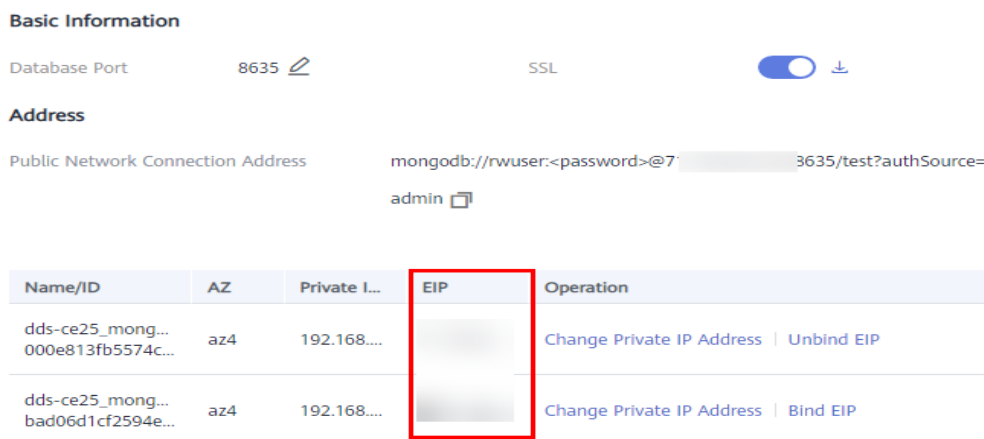 Basic Information
Database Port 8635 SSL
Address
Public Network Connection Address mongodb://rwuser:<password>@7 8635/test?authSource=
admin
Name/ID AZ Private I... EIP Operation
dds-ce25_mong...
000e813fb5574c... az4 192.168.... Change Private IP Address Unbind EIP
dds-ce25_mong...
bad06d1cf2594e... az4 192.168.... Change Private IP Address Bind EIP